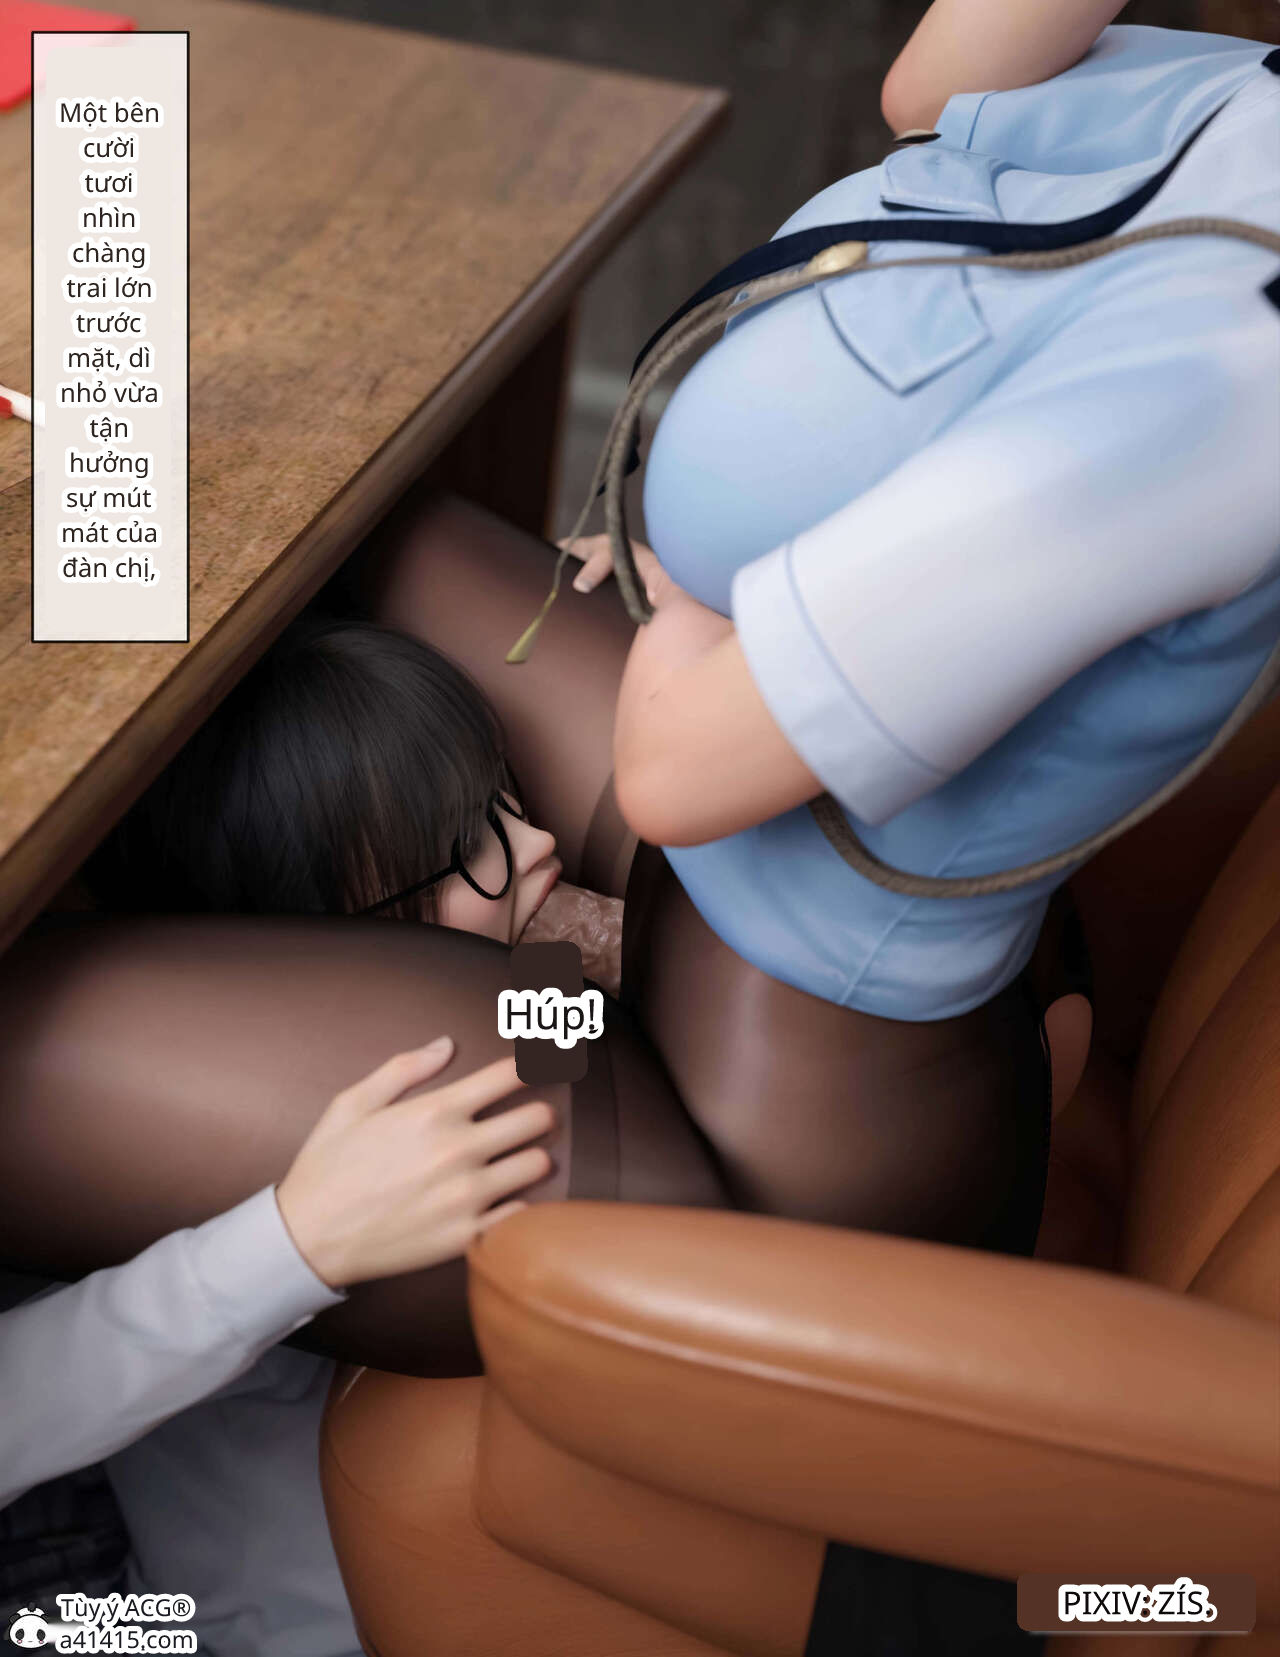 Một bên
cười
tươi
nhìn
chàng
trai lớn
trước
mặt, dì
nhỏ vừa
tận
hưởng
sự mút
mát của
đàn chị,
Húp!
Tùy ý ACG®
a41415.com
PIXIV: ZÍS.